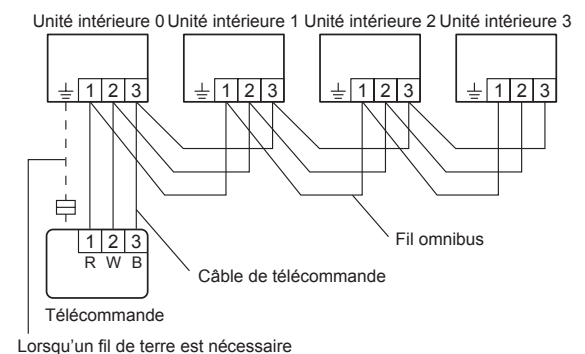 Unité intérieure 0 Unité intérieure 1 Unité intérieure 2 Unité intérieure 3
1 2 3 1 2 3 1 2 3 1 2 3
Fil omnibus
1 2 3
R W B
Câble de télécommande
Télécommande
Lorsqu'un fil de terre est nécessaire